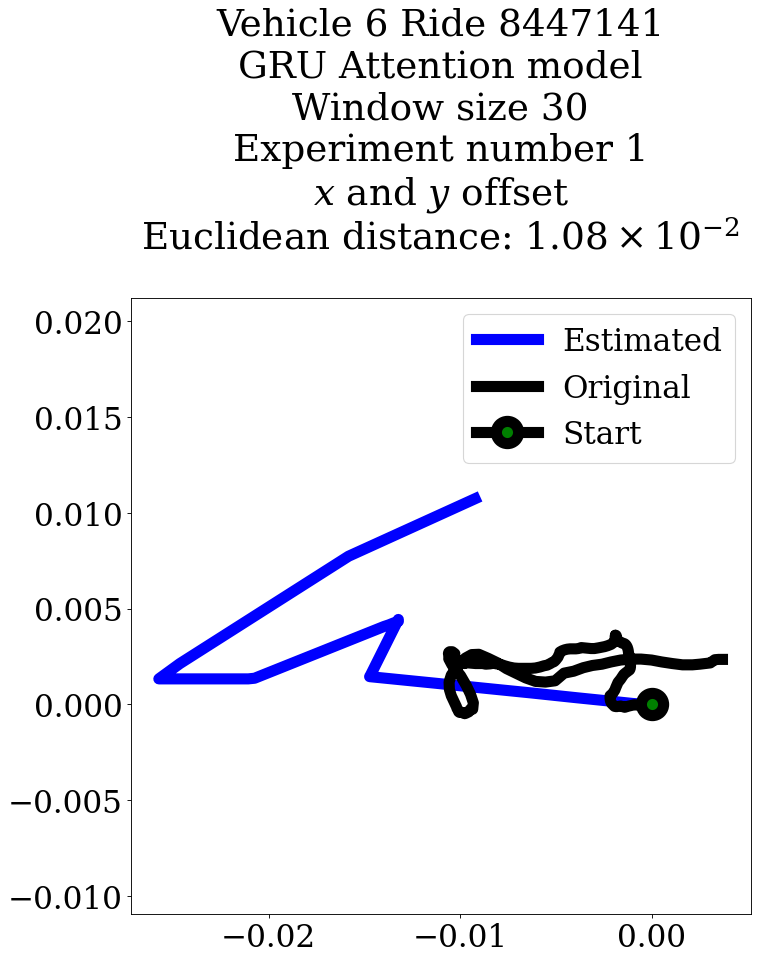 Vehicle 6 Ride 8447141
GRU Attention model
Window size 30
Experiment number 1
x and y offset
Euclidean distance: 1.08 × 10⁻²
Estimated
Original
Start
0.020
0.015
0.010
0.005
0.000
−0.005
−0.010
−0.02 −0.01 0.00